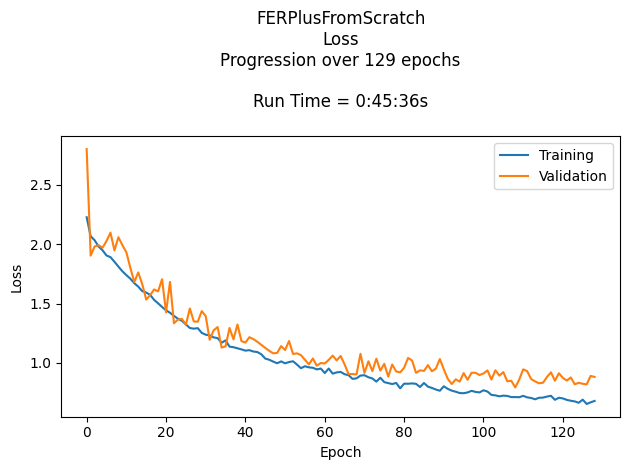 FERPlusFromScratch
Loss
Progression over 129 epochs
Run Time = 0:45:36s
Training
Validation
2.5
2.0
1.5
1.0
Loss
0
20
40
60
80
100
120
Epoch